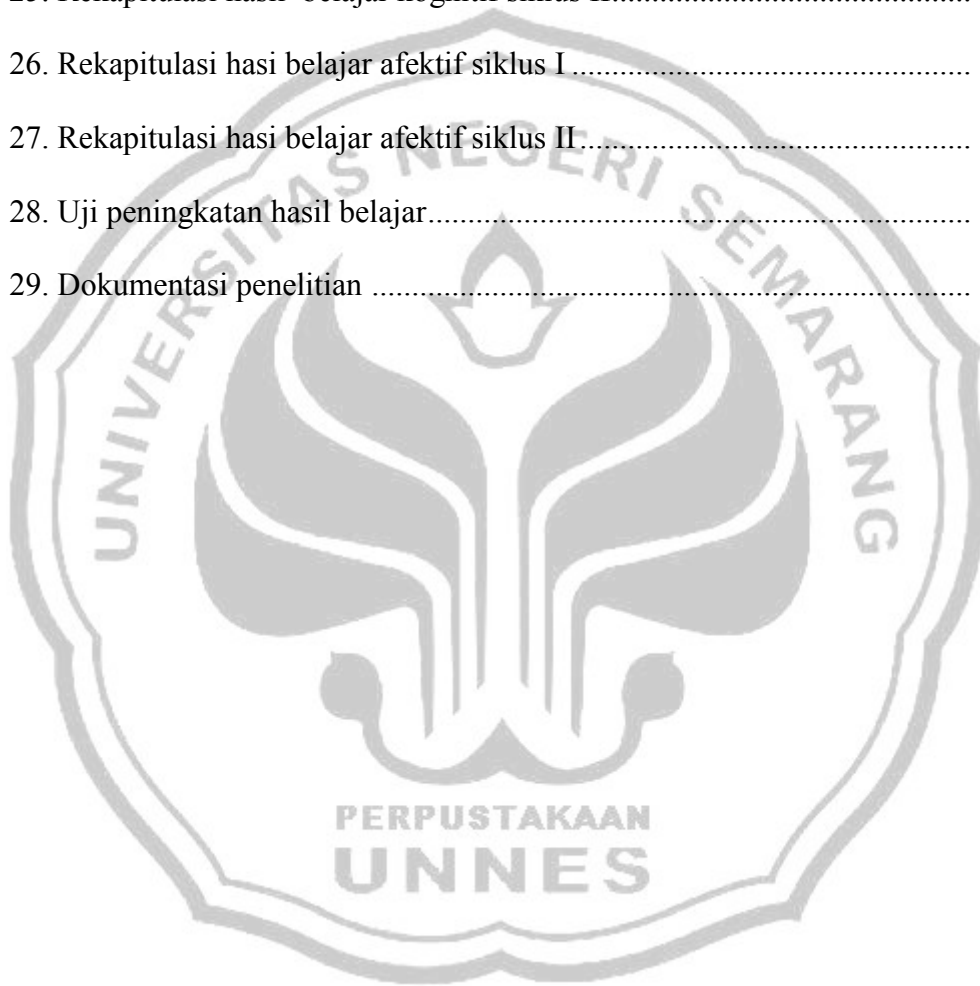 26. Rekapitulasi hasi belajar afektif siklus I ..........................................
27. Rekapitulasi hasi belajar afektif siklus II.........................................
28. Uji peningkatan hasil belajar.........................................................
29. Dokumentasi penelitian ...............................................................
UNIVERSITAS NEGERI SEMARANG
PERPUSTAKAAN
UNNES